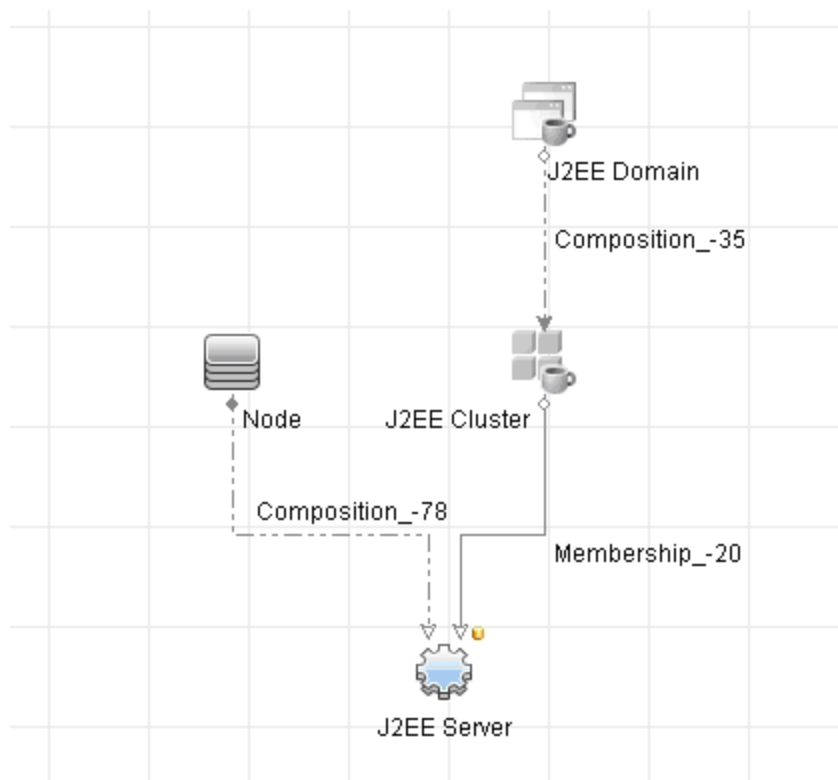 J2EE Domain
Composition_-35
Node
J2EE Cluster
Composition_-78
Membership_-20
J2EE Server